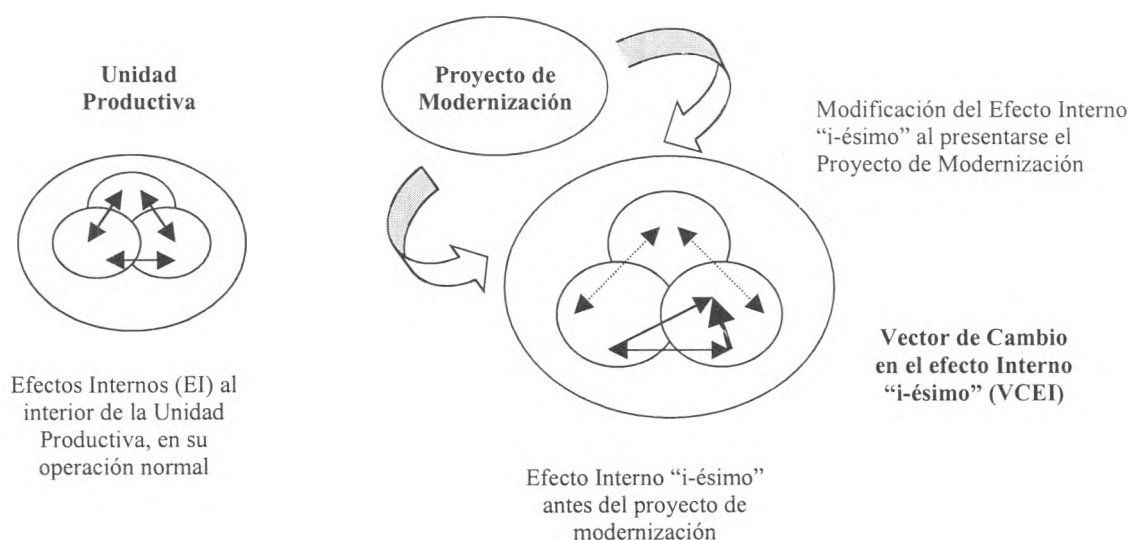 Unidad
Productiva
Proyecto de
Modernización
Modificación del Efecto Interno
“i-ésimo” al presentarse el
Proyecto de Modernización
Vector de Cambio
en el efecto Interno
“i-ésimo” (VCEI)
Efectos Internos (EI) al
interior de la Unidad
Productiva, en su
operación normal
Efecto Interno “i-ésimo”
antes del proyecto de
modernización